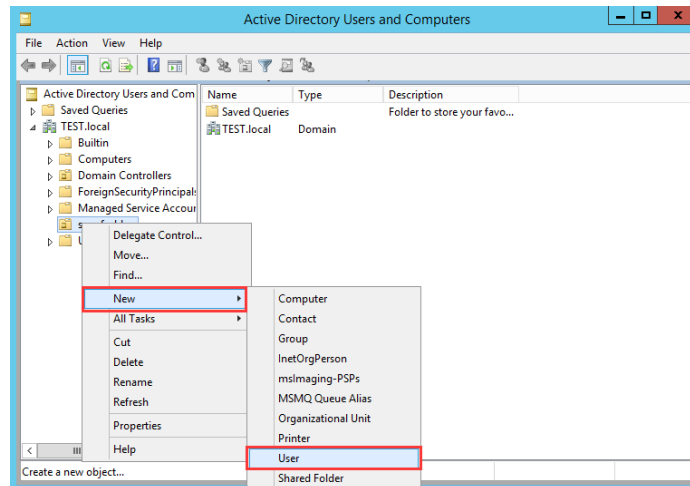 Active Directory Users and Computers
File Action View Help
Active Directory Users and Com
Name Type Description
Saved Queries
Saved Queries Folder to store your favo...
TEST.local
TEST.local Domain
Builtin
Computers
Domain Controllers
ForeignSecurityPrincipals
Managed Service Accour
U
Delegate Control...
Move...
Find...
New
All Tasks
Cut
Delete
Rename
Refresh
Properties
Help
Computer
Contact
Group
InetOrgPerson
msImaging-PSPs
MSMQ Queue Alias
Organizational Unit
Printer
User
Shared Folder
Create a new object...